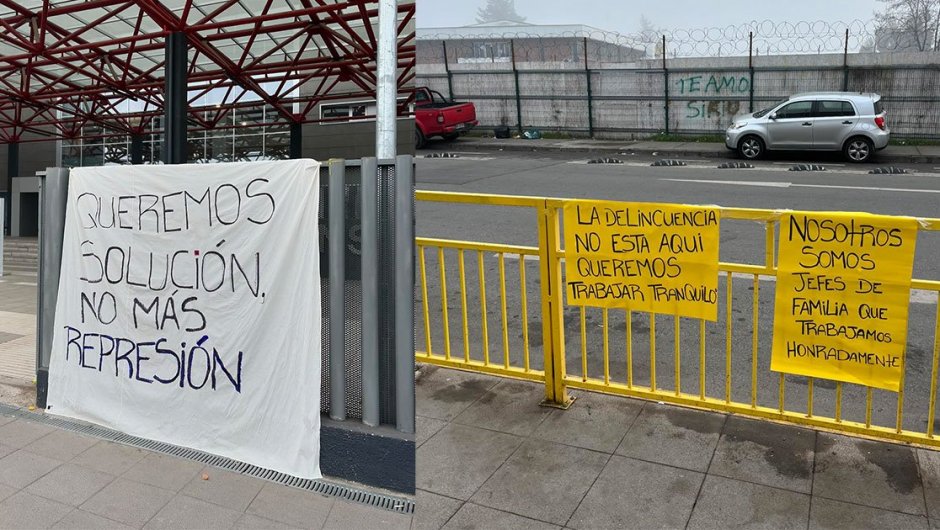 QUEREMOS
SOLUCIÓN,
NO MÁS
REPRESIÓN
TE AMO
LA DELINCUENCIA
NO ESTA AQUÍ
QUEREMOS
TRABAJAR TRANQUILO
NOSOTROS
SOMOS
JEFES DE
FAMILIA QUE
TRABAJAMOS
HONRADAMENTE